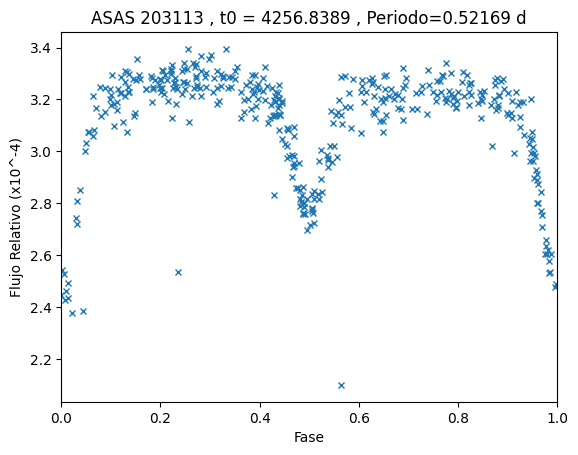 ASAS 203113 , t0 = 4256.8389 , Periodo=0.52169 d
Flujo Relativo (x10^-4)
3.4
3.2
3.0
2.8
2.6
2.4
2.2
0.0 0.2 0.4 0.6 0.8 1.0
Fase